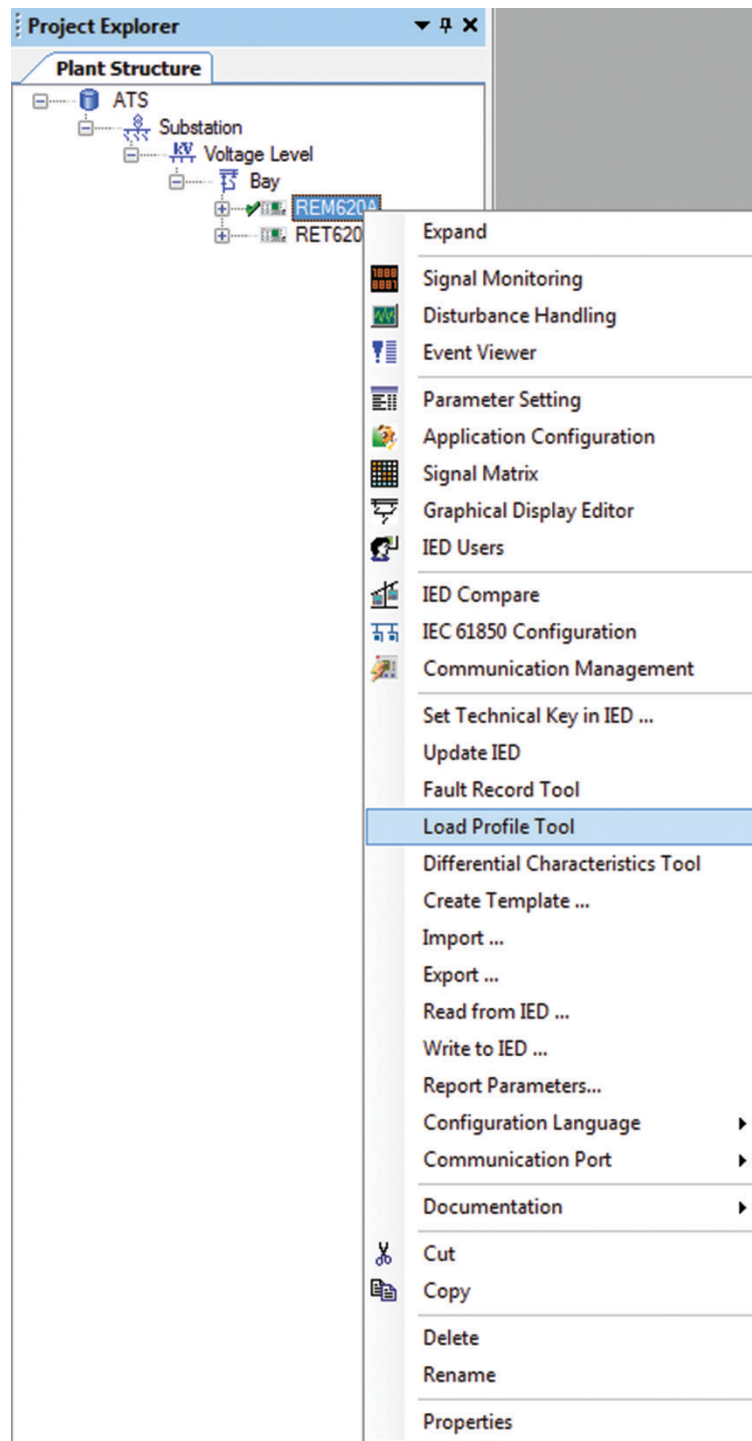 Project Explorer
Plant Structure
ATS
Substation
Voltage Level
Bay
REM620A
RET620
Expand
Signal Monitoring
Disturbance Handling
Event Viewer
Parameter Setting
Application Configuration
Signal Matrix
Graphical Display Editor
IED Users
IED Compare
IEC 61850 Configuration
Communication Management
Set Technical Key in IED ...
Update IED
Fault Record Tool
Load Profile Tool
Differential Characteristics Tool
Create Template ...
Import ...
Export ...
Read from IED ...
Write to IED ...
Report Parameters...
Configuration Language
Communication Port
Documentation
Cut
Copy
Delete
Rename
Properties